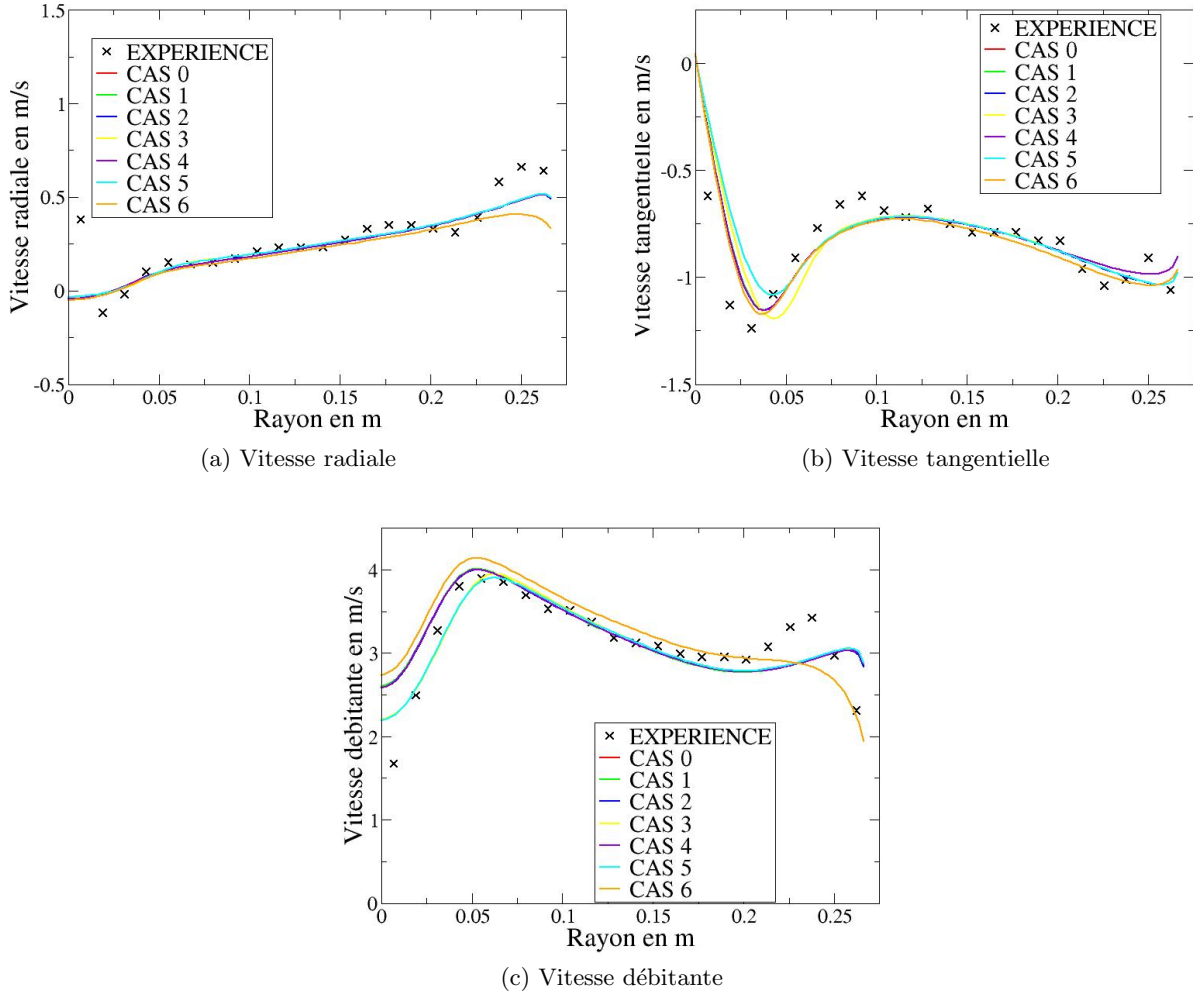 1.5
1
0.5
0
-0.5
Vitesse radiale en m/s
EXPERIENCE
CAS 0
CAS 1
CAS 2
CAS 3
CAS 4
CAS 5
CAS 6
0
0.05
0.1
0.15
0.2
0.25
Rayon en m
(a) Vitesse radiale
0
-0.5
-1
-1.5
Vitesse tangentuelle en m/s
EXPERIENCE
CAS 0
CAS 1
CAS 2
CAS 3
CAS 4
CAS 5
CAS 6
0
0.05
0.1
0.15
0.2
0.25
Rayon en m
(b) Vitesse tangentielle
4
3
2
1
0
Vitesse debitante en m/s
EXPERIENCE
CAS 0
CAS 1
CAS 2
CAS 3
CAS 4
CAS 5
CAS 6
0
0.05
0.1
0.15
0.2
0.25
Rayon en m
(c) Vitesse débitante